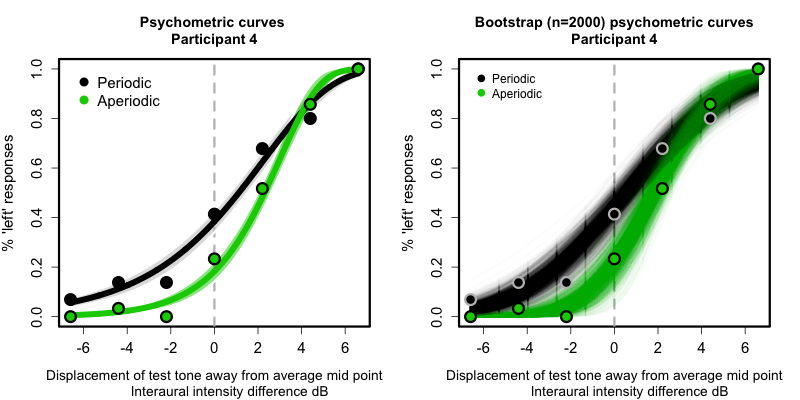 Psychometric curves
Participant 4
Periodic
Aperiodic
% 'left' responses
1.0
0.8
0.6
0.4
0.2
0.0
-6 -4 -2 0 2 4 6
Displacement of test tone away from average mid point
Interaural intensity difference dB
Bootstrap (n=2000) psychometric curves
Participant 4
Periodic
Aperiodic
% 'left' responses
1.0
0.8
0.6
0.4
0.2
0.0
-6 -4 -2 0 2 4 6
Displacement of test tone away from average mid point
Interaural intensity difference dB